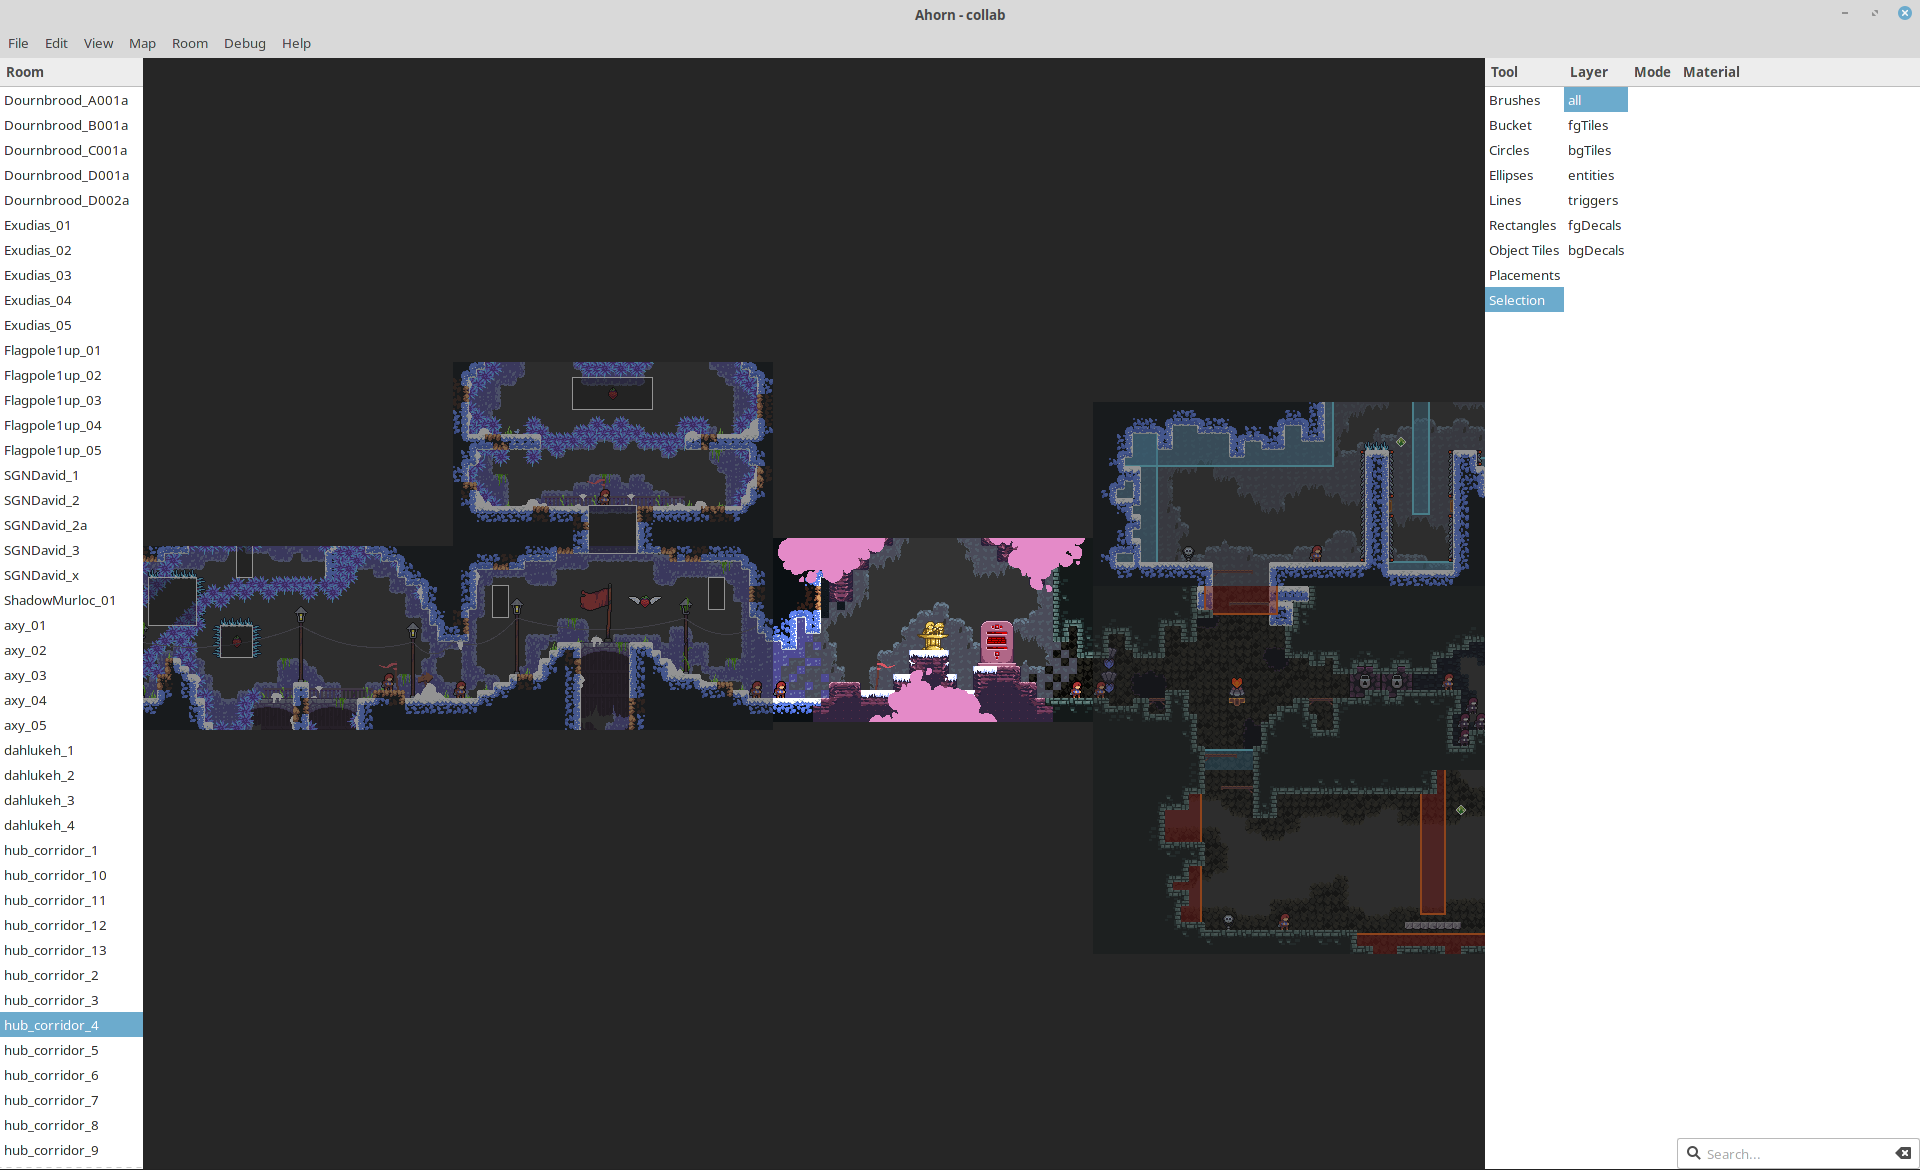 Ahorn - collab
File Edit View Map Room Debug Help
Room
Dournbrood_A001a
Dournbrood_B001a
Dournbrood_C001a
Dournbrood_D001a
Dournbrood_D002a
Exudias_01
Exudias_02
Exudias_03
Exudias_04
Exudias_05
Flagpole1up_01
Flagpole1up_02
Flagpole1up_03
Flagpole1up_04
Flagpole1up_05
SGNDavid_1
SGNDavid_2
SGNDavid_2a
SGNDavid_3
SGNDavid_x
ShadowMurloc_01
axy_01
axy_02
axy_03
axy_04
axy_05
dahlukeh_1
dahlukeh_2
dahlukeh_3
dahlukeh_4
hub_corridor_1
hub_corridor_10
hub_corridor_11
hub_corridor_12
hub_corridor_13
hub_corridor_2
hub_corridor_3
hub_corridor_4
hub_corridor_5
hub_corridor_6
hub_corridor_7
hub_corridor_8
hub_corridor_9
Tool Layer Mode Material
Brushes all
Bucket fgTiles
Circles bgTiles
Ellipses entities
Lines triggers
Rectangles fgDecals
Object Tiles bgDecals
Placements
Selection
Search...